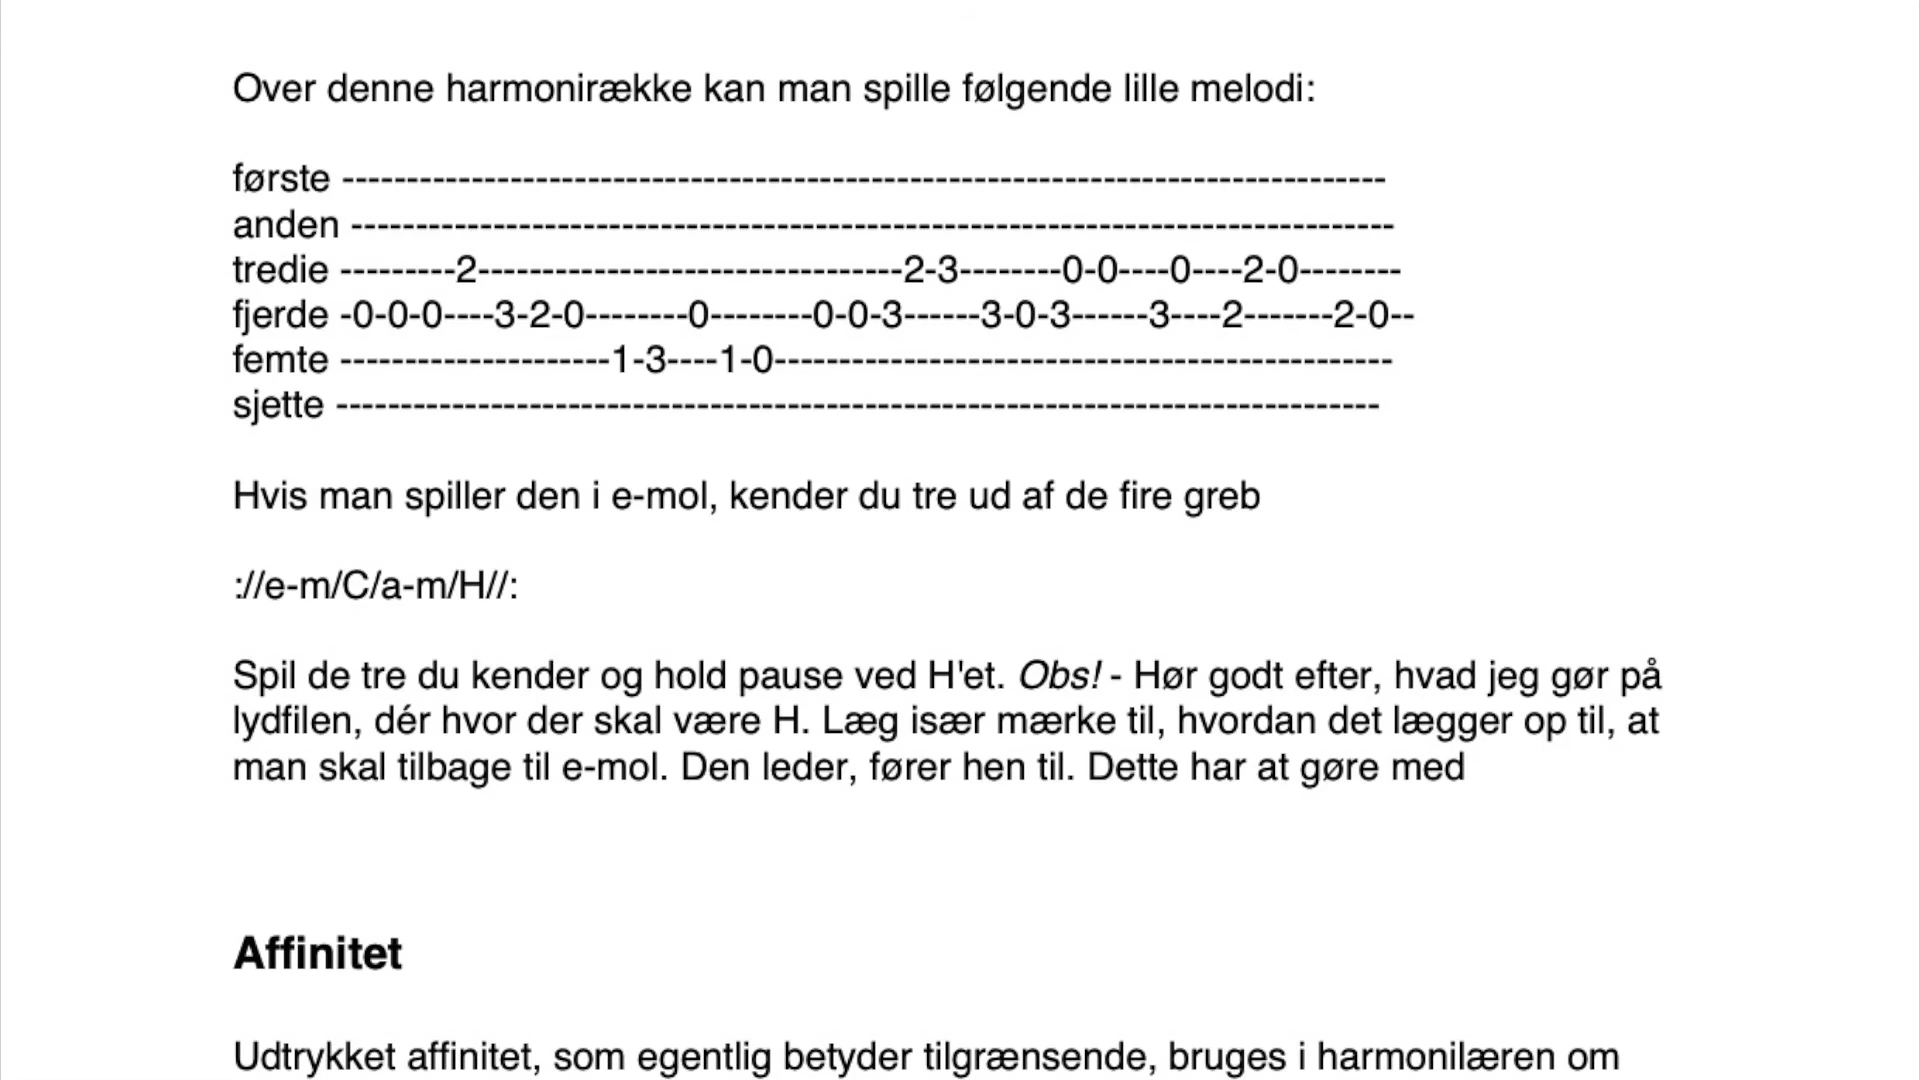 Over denne harmonirække kan man spille følgende lille melodi:
første ---------------------------------------------------------------------------------
anden ---------------------------------------------------------------------------------
tredie ---------2---------------------------------2-3--------0-0----0----2-0--------
fjerde -0-0-0----3-2-0--------0--------0-0-3------3-0-3------3----2-------2-0--
femte ---------------------1-3----1-0------------------------------------------------
sjette ---------------------------------------------------------------------------------
Hvis man spiller den i e-mol, kender du tre ud af de fire greb
://e-m/C/a-m/H//:
Spil de tre du kender og hold pause ved H'et. Obs! - Hør godt efter, hvad jeg gør på
lydfilen, dér hvor der skal være H. Læg især mærke til, hvordan det lægger op til, at
man skal tilbage til e-mol. Den leder, fører hen til. Dette har at gøre med
Affinitet
Udtrykket affinitet, som egentlig betyder tilgrænsende, bruges i harmonilæren om